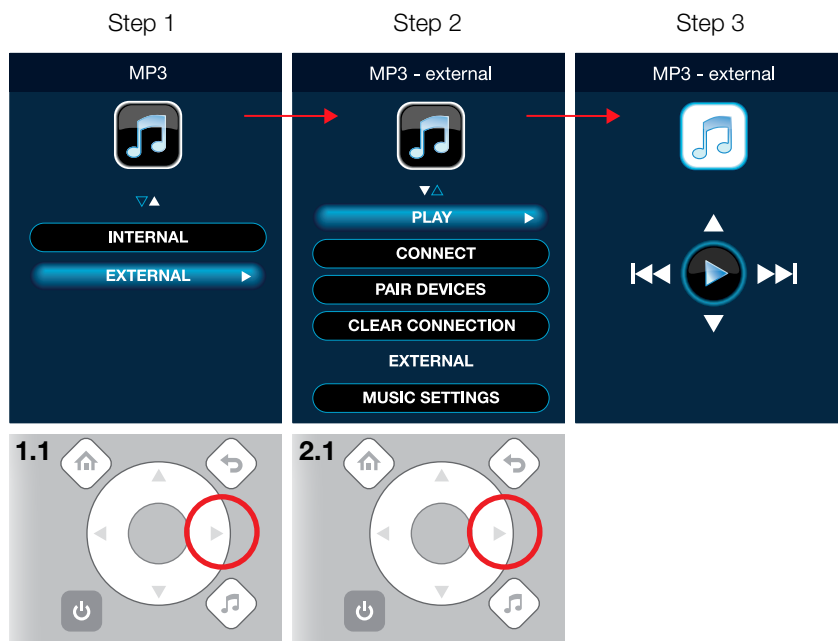 Step 1
Step 2
Step 3
MP3
MP3 - external
MP3 - external
INTERNAL
EXTERNAL
PLAY
CONNECT
PAIR DEVICES
CLEAR CONNECTION
EXTERNAL
MUSIC SETTINGS
1.1
2.1